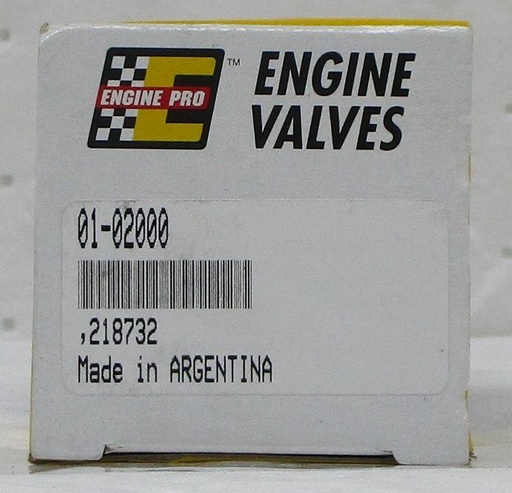 ENGINE PRO
™
ENGINE
VALVES
01-02000
,218732
Made in ARGENTINA